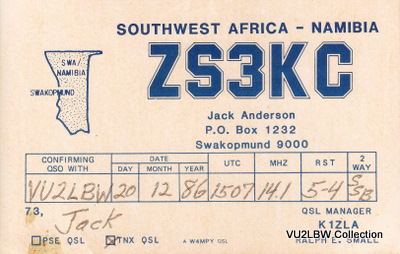 SOUTHWEST AFRICA - NAMIBIA
ZS3KC
SWA/
NAMIBIA
SWAKOPMUND
Jack Anderson
P.O. Box 1232
Swakopmund 9000
CONFIRMING QSO WITH DATE DAY MONTH YEAR UTC MHZ RST 2 WAY
VU2LBW 20 12 86 1507 14.1 5-4 SSB
73, Jack
QSL MANAGER
K1ZLA
RALPH E. SMALL
PSE QSL TNX QSL A W4MPY QSL
VU2LBW Collection